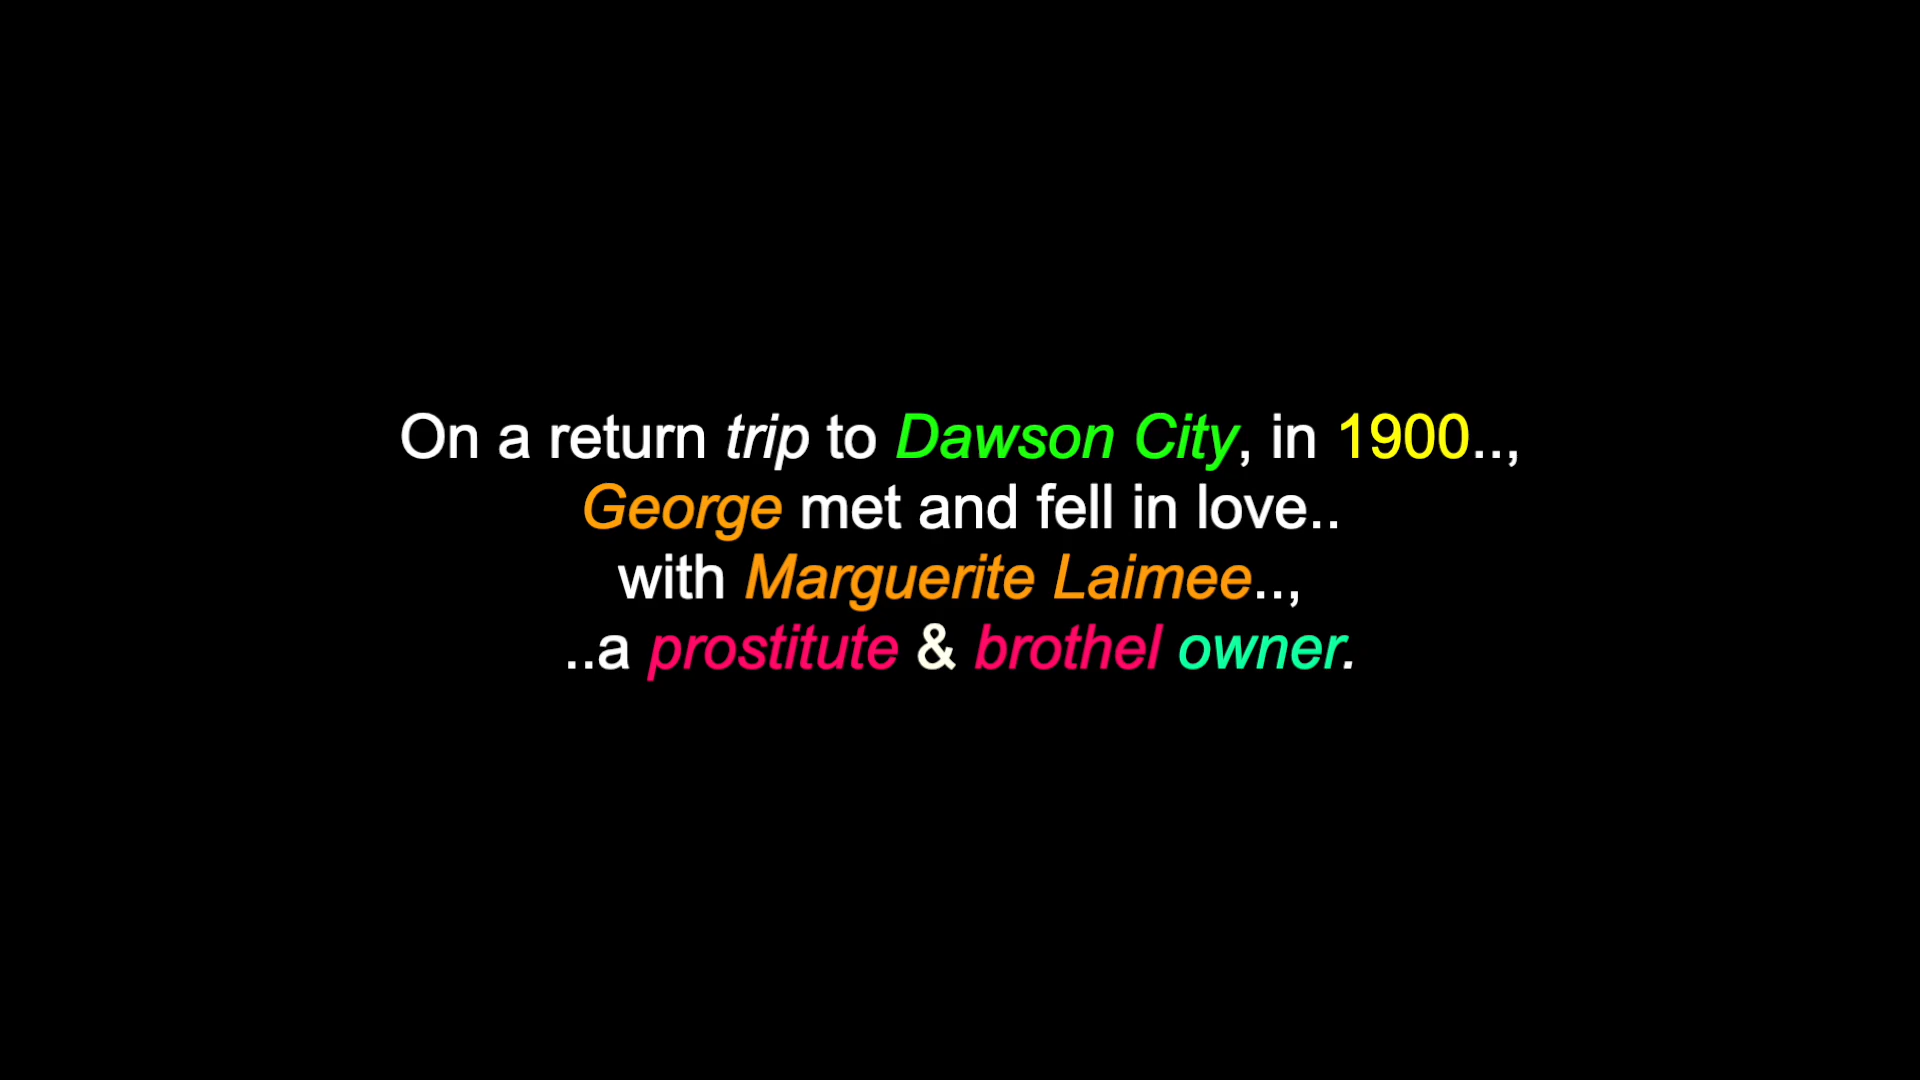 On a return trip to Dawson City, in 1900..,
George met and fell in love..
with Marguerite Laimee..,
..a prostitute & brothel owner.